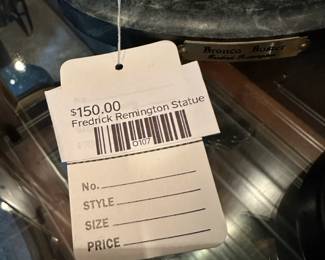 Bronco Buster
$150.00
Fredrick Remington Statue
0107
No.
STYLE
SIZE
PRICE